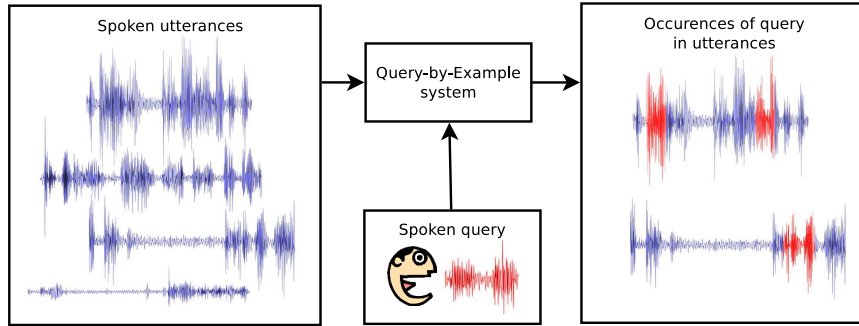 Spoken utterances
Query-by-Example
system
Spoken query
Occurences of query
in utterances